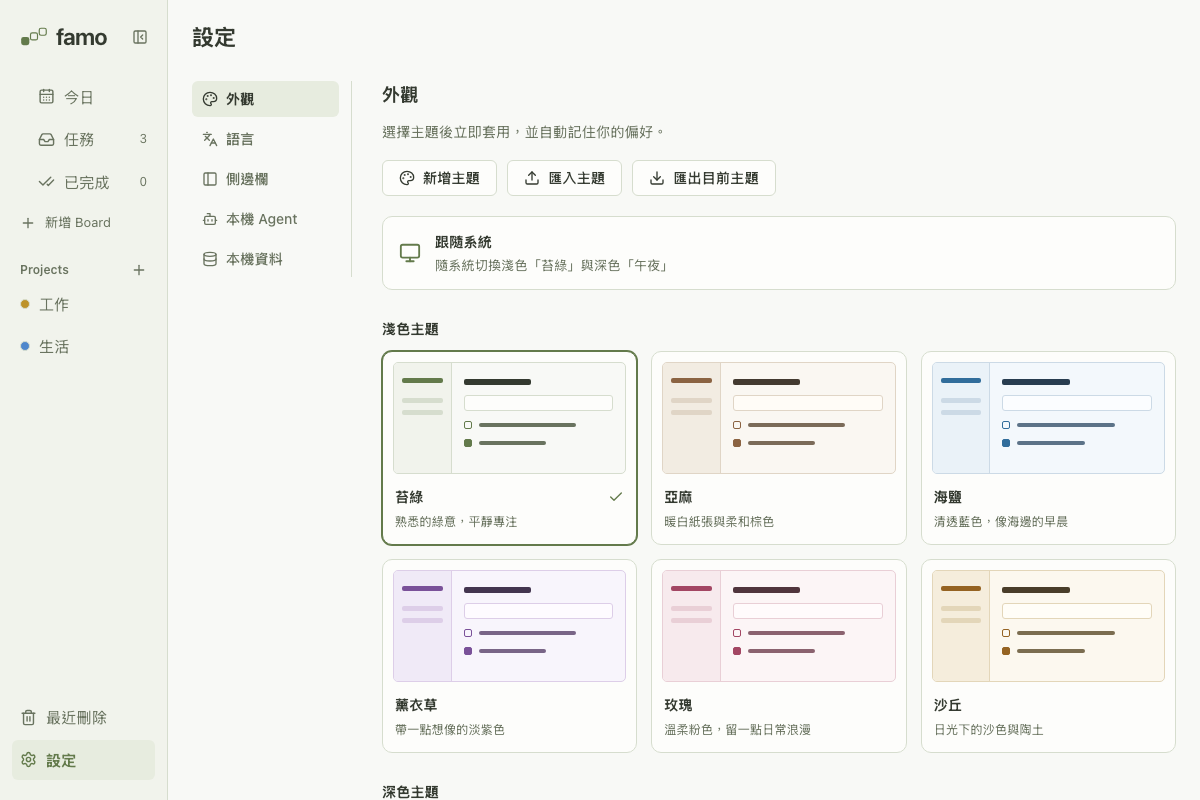 famo
今日
任務 3
已完成 0
新增 Board
Projects
工作
生活
最近刪除
設定
設定
外觀
語言
側邊欄
本機 Agent
本機資料
外觀
選擇主題後立即套用，並自動記住你的偏好。
新增主題 匯入主題 匯出目前主題
跟隨系統
隨系統切換淺色「苔綠」與深色「午夜」
淺色主題
苔綠
熟悉的綠意，平靜專注
亞麻
暖白紙張與柔和棕色
海鹽
清透藍色，像海邊的早晨
薰衣草
帶一點想像的淡紫色
玫瑰
溫柔粉色，留一點日常浪漫
沙丘
日光下的沙色與陶土
深色主題